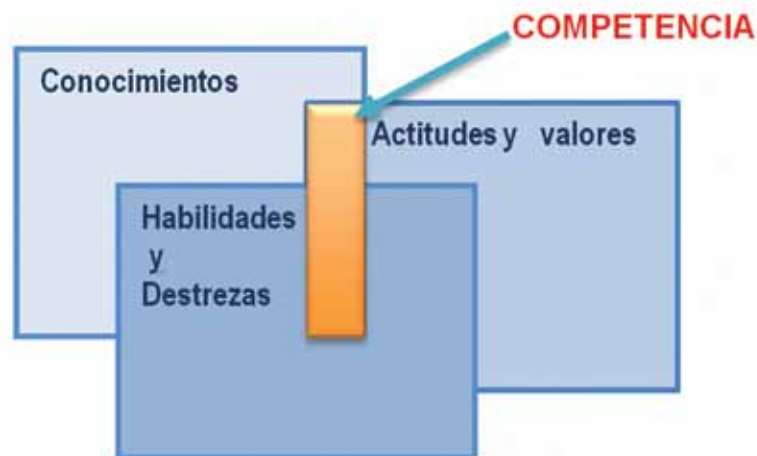 COMPETENCIA
Conocimientos
Actitudes y valores
Habilidades
y
Destrezas